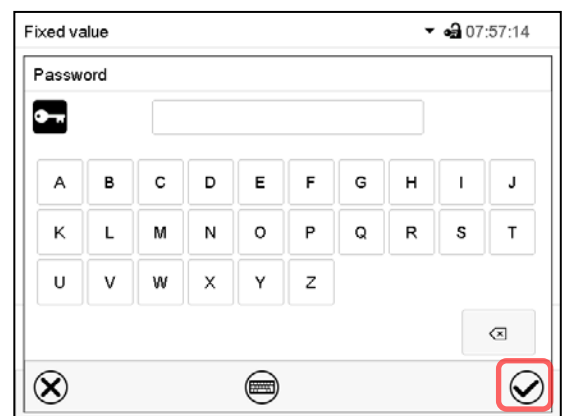 Fixed value 07:57:14
Password
A B C D E F G H I J
K L M N O P Q R S T
U V W X Y Z